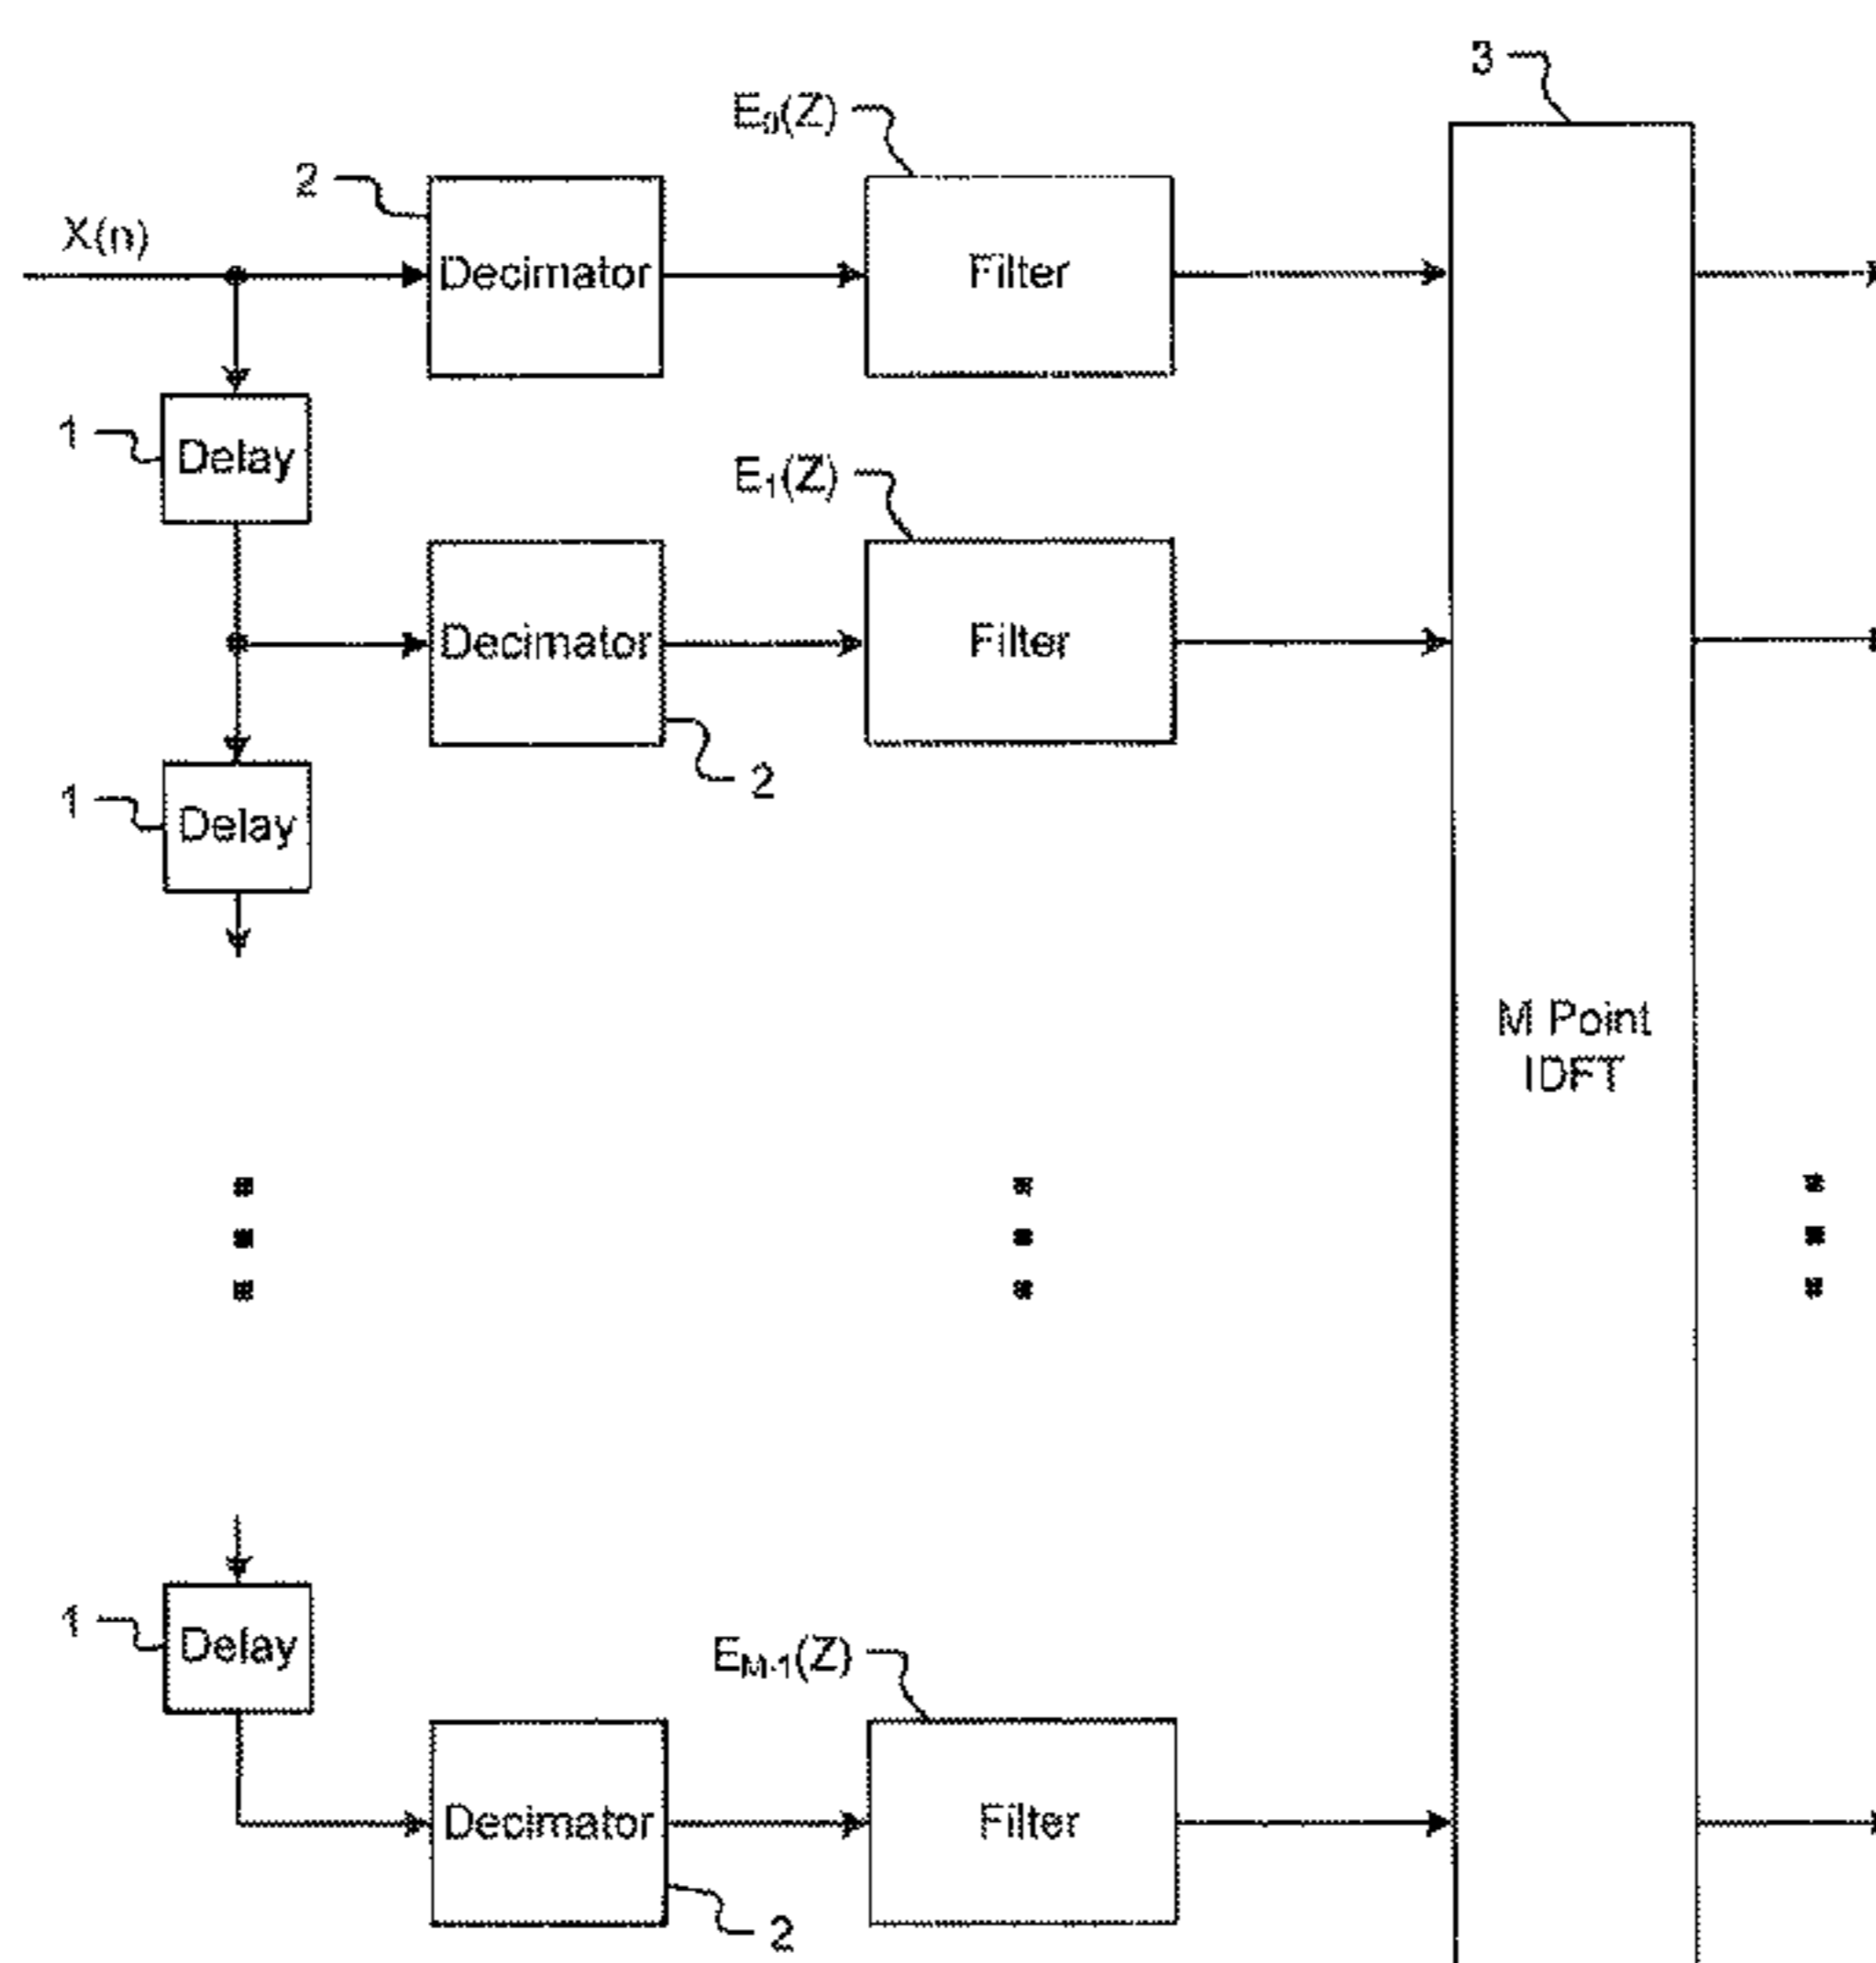 3
E₀(Z)
2
X(n)
Decimator
Filter
1
Delay
E₁(Z)
Decimator
Filter
2
1
Delay
M Point
IDFT
1
Delay
E_{M-1}(Z)
Decimator
Filter
2